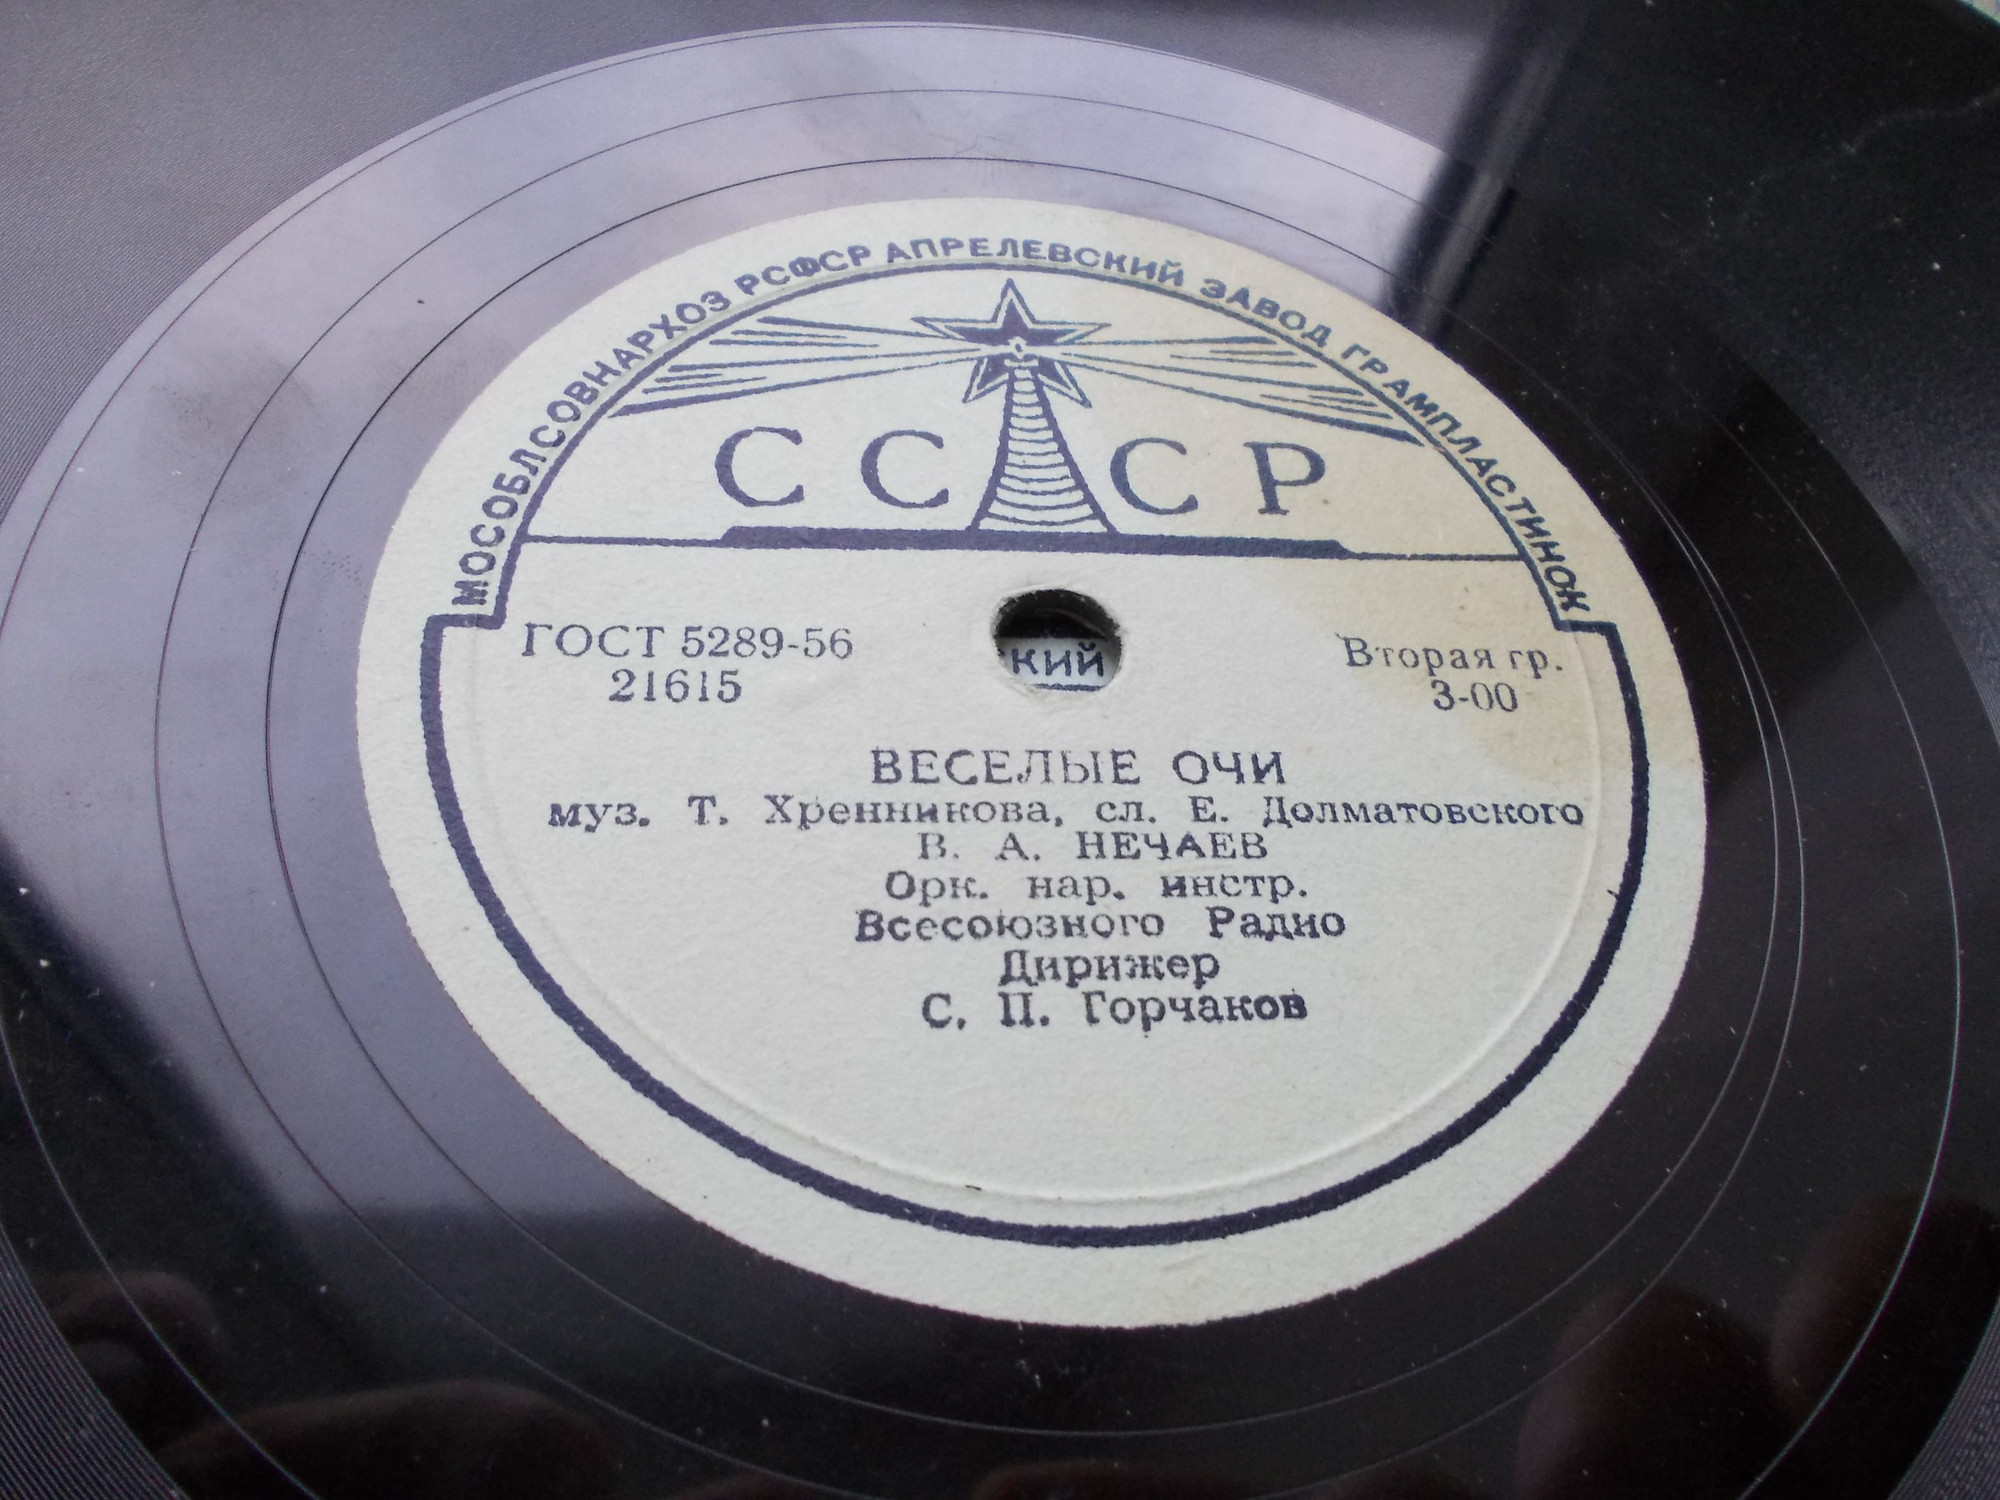 МОСОБЛСОВНАРХОЗ РСФСР АПРЕЛЕВСКИЙ ЗАВОД ГРАМПЛАСТИНОК
СССР
ГОСТ 5289-56
21615
кий
Вторая гр.
3-00
ВЕСЕЛЫЕ ОЧИ
муз. Т. Хренникова, сл. Е. Долматовского
В. А. НЕЧАЕВ
Орк. нар. инстр.
Всесоюзного Радио
Дирижер
С. П. Горчаков